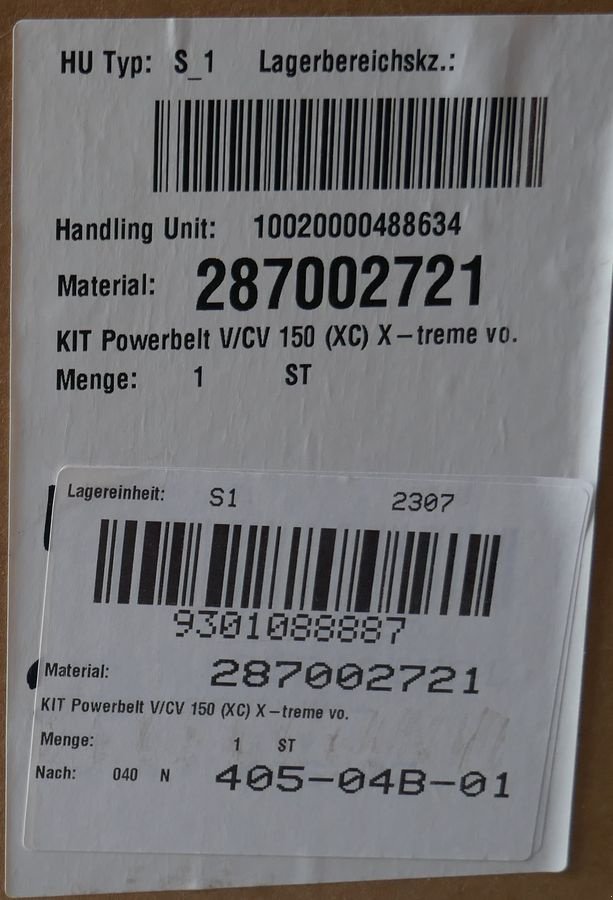 HU Typ: S_1 Lagerbereichskz.:
Handling Unit: 10020000488634
Material: 287002721
KIT Powerbelt V/CV 150 (XC) X-treme vo.
Menge: 1 ST
Lagereinheit: S1 2307
9301088887
Material: 287002721
KIT Powerbelt V/CV 150 (XC) X-treme vo.
Menge: 1 ST
Nach: 040 N 405-04B-01